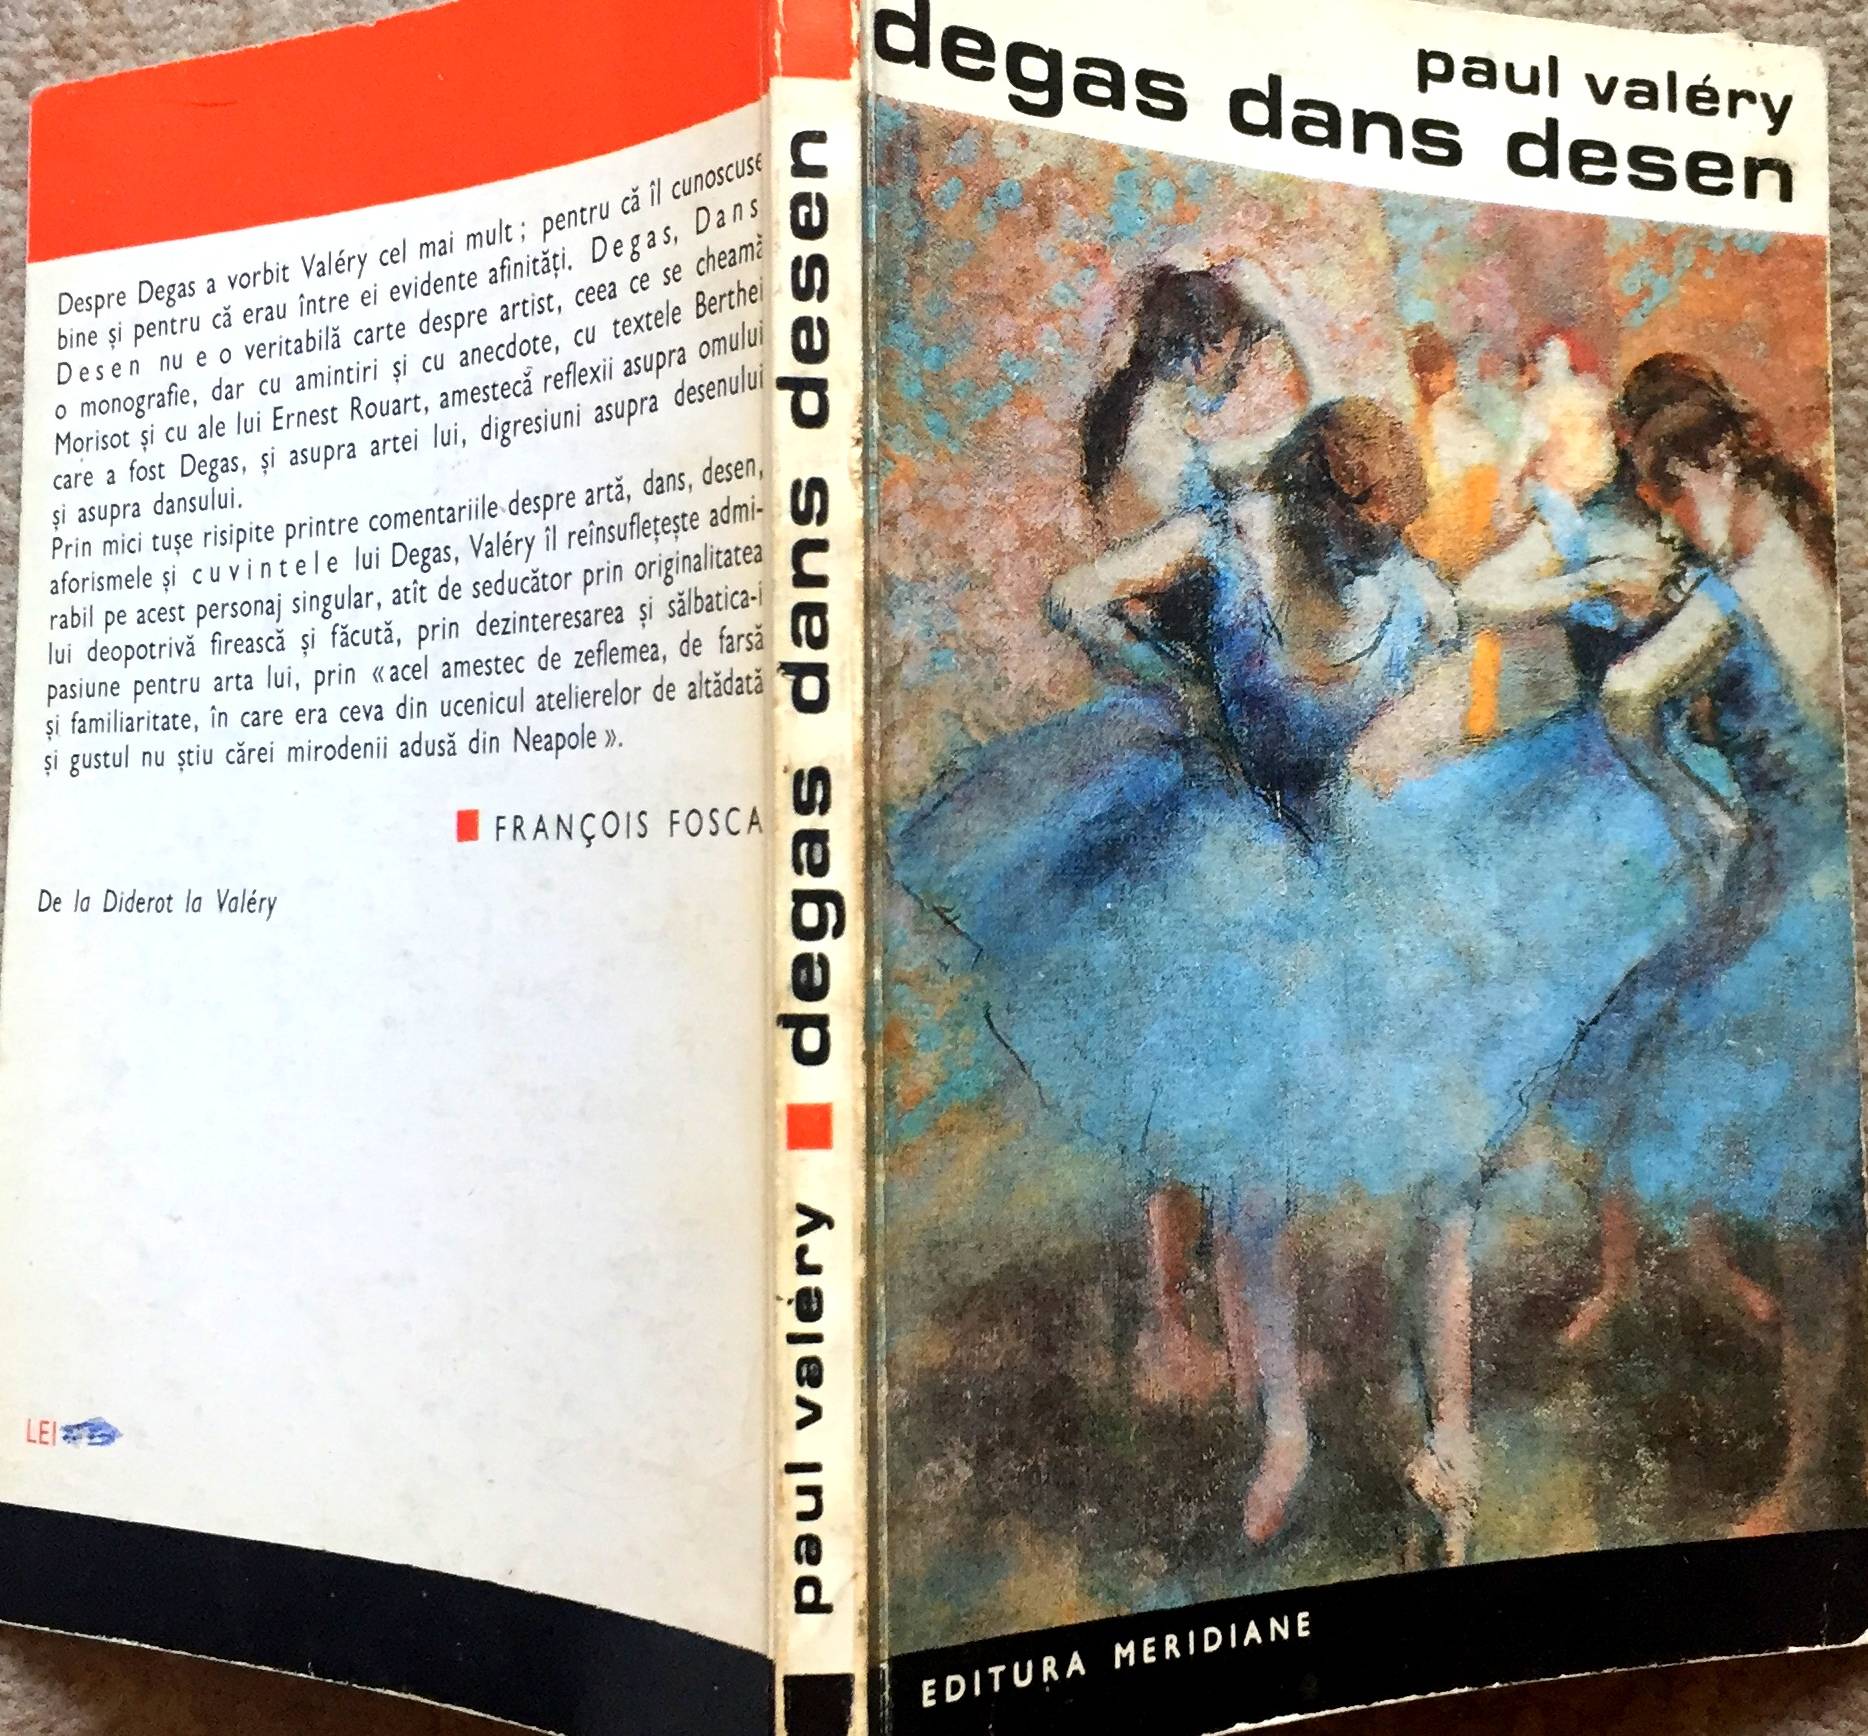 Despre Degas a vorbit Valéry cel mai mult ; pentru că îl cunoscuse
bine și pentru că erau între ei evidente afinități. Degas, Dans
Desen nu e o veritabilă carte despre artist, ceea ce se cheamă
o monografie, dar cu amintiri și cu anecdote, cu textele Berthei
Morisot și cu ale lui Ernest Rouart, amestecă reflexii asupra omului
care a fost Degas, și asupra artei lui, digresiuni asupra desenului
și asupra dansului.
Prin mici tușe risipite printre comentariile despre artă, dans, desen,
aforismele și cuvintele lui Degas, Valéry îl reînsuflețește admi-
rabil pe acest personaj singular, atît de seducător prin originalitatea
lui deopotrivă firească și făcută, prin dezinteresarea și sălbatica-i
pasiune pentru arta lui, prin « acel amestec de zeflemea, de farsă
și familiaritate, în care era ceva din ucenicul atelierelor de altădată
și gustul nu știu cărei mirodenii adusă din Neapole ».
FRANÇOIS FOSCA
De la Diderot la Valéry
LEI
paul valéry degas dans desen
paul valéry
degas dans desen
EDITURA MERIDIANE